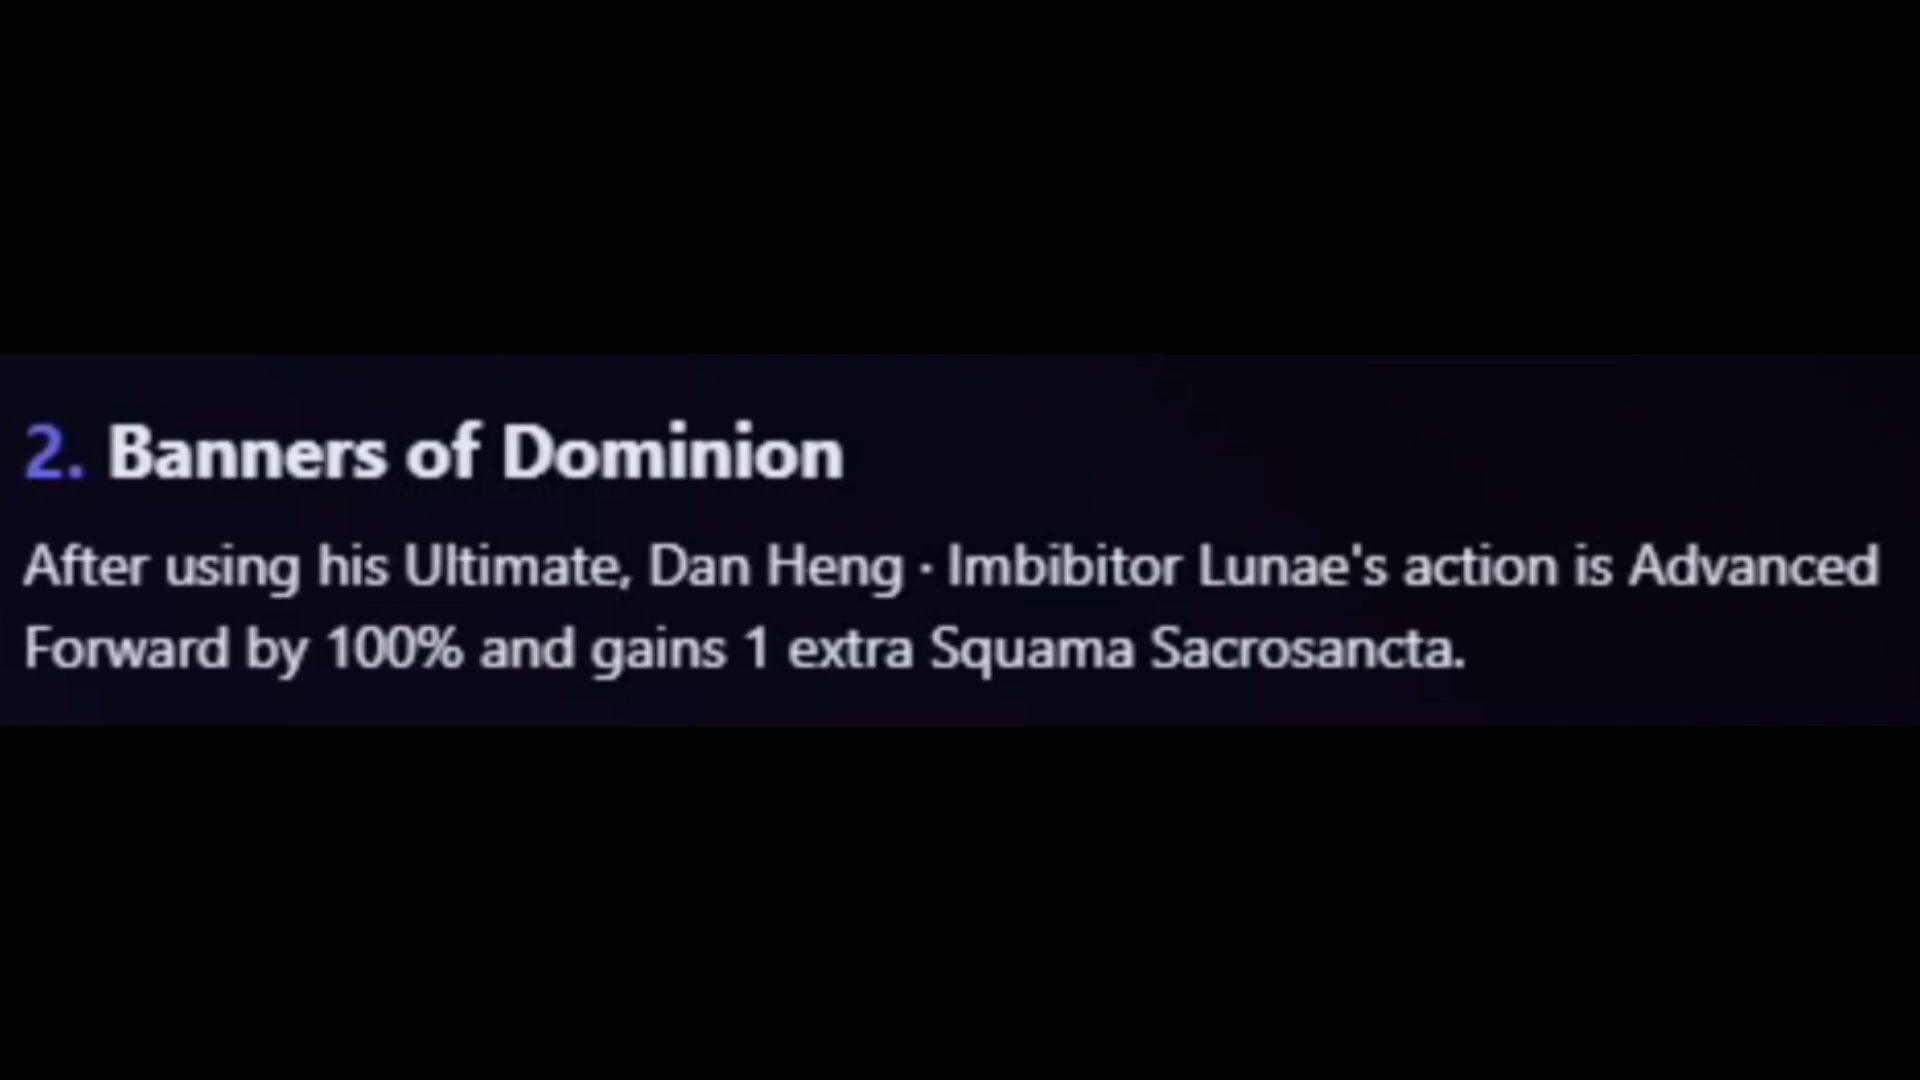 2. Banners of Dominion
After using his Ultimate, Dan Heng · Imbibitor Lunae's action is Advanced
Forward by 100% and gains 1 extra Squama Sacrosancta.